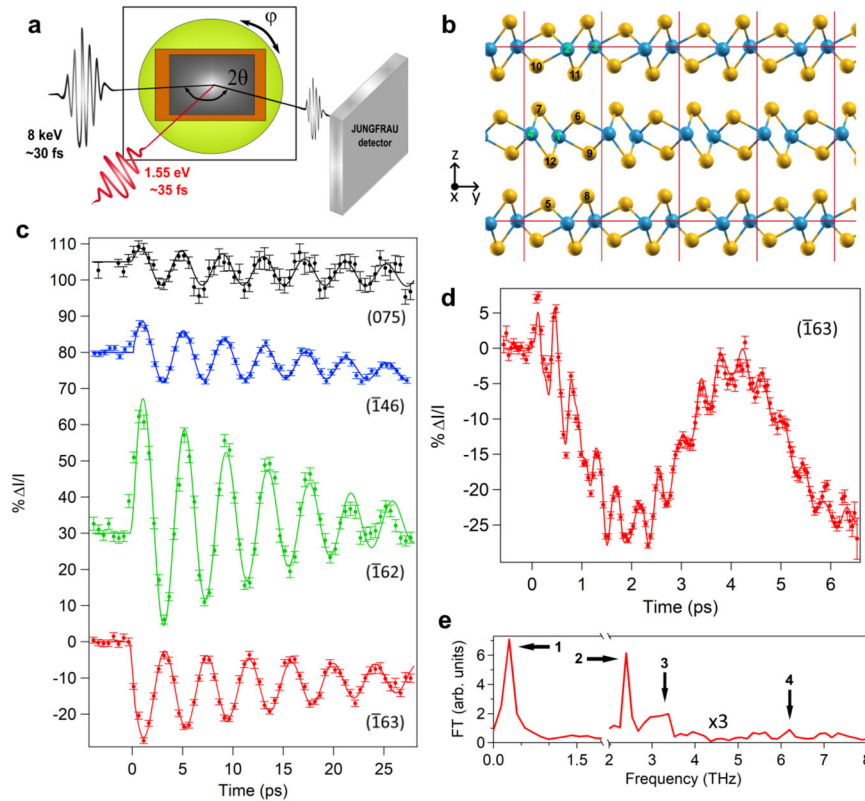 a
φ
2θ
8 keV
~30 fs
1.55 eV
~35 fs
JUNGFRAU
detector
b
2 3
10 11
7 6
12 9
5 8
z
x y
c
110
100
90
80
70
60
50
40
30
20
10
0
-10
-20
% ΔI/I
(075)
(1̅46)
(1̅62)
(1̅63)
0 5 10 15 20 25
Time (ps)
d
5
0
-5
-10
-15
-20
-25
% ΔI/I
(1̅63)
0 1 2 3 4 5 6
Time (ps)
e
6
4
2
0
FT (arb. units)
1
2
3
4
x3
0.0 0.5 1.0 1.5 2 3 4 5 6 7 8
Frequency (THz)